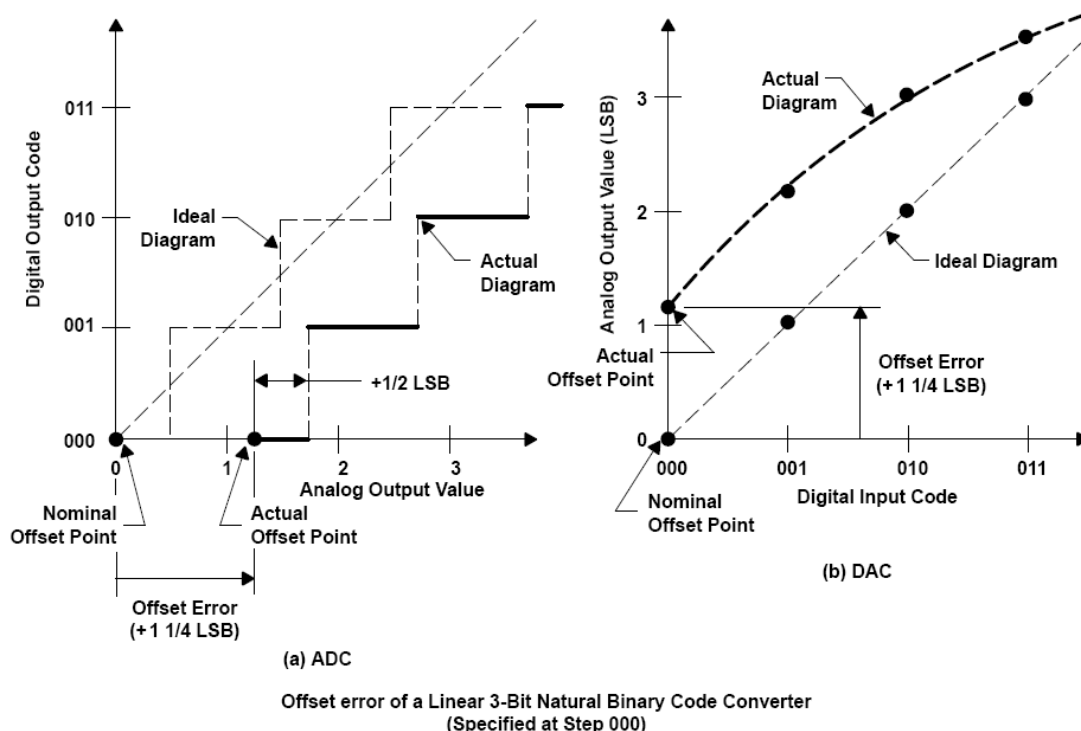 Digital Output Code
011
010
001
000
Ideal
Diagram
Actual
Diagram
+1/2 LSB
0
1
2
3
Analog Output Value
Nominal
Offset Point
Actual
Offset Point
Offset Error
(+1 1/4 LSB)
(a) ADC
Analog Output Value (LSB)
3
2
1
0
Actual
Diagram
Ideal Diagram
Actual
Offset Point
Offset Error
(+1 1/4 LSB)
000
001
010
011
Digital Input Code
Nominal
Offset Point
(b) DAC
Offset error of a Linear 3-Bit Natural Binary Code Converter
(Specified at Step 000)